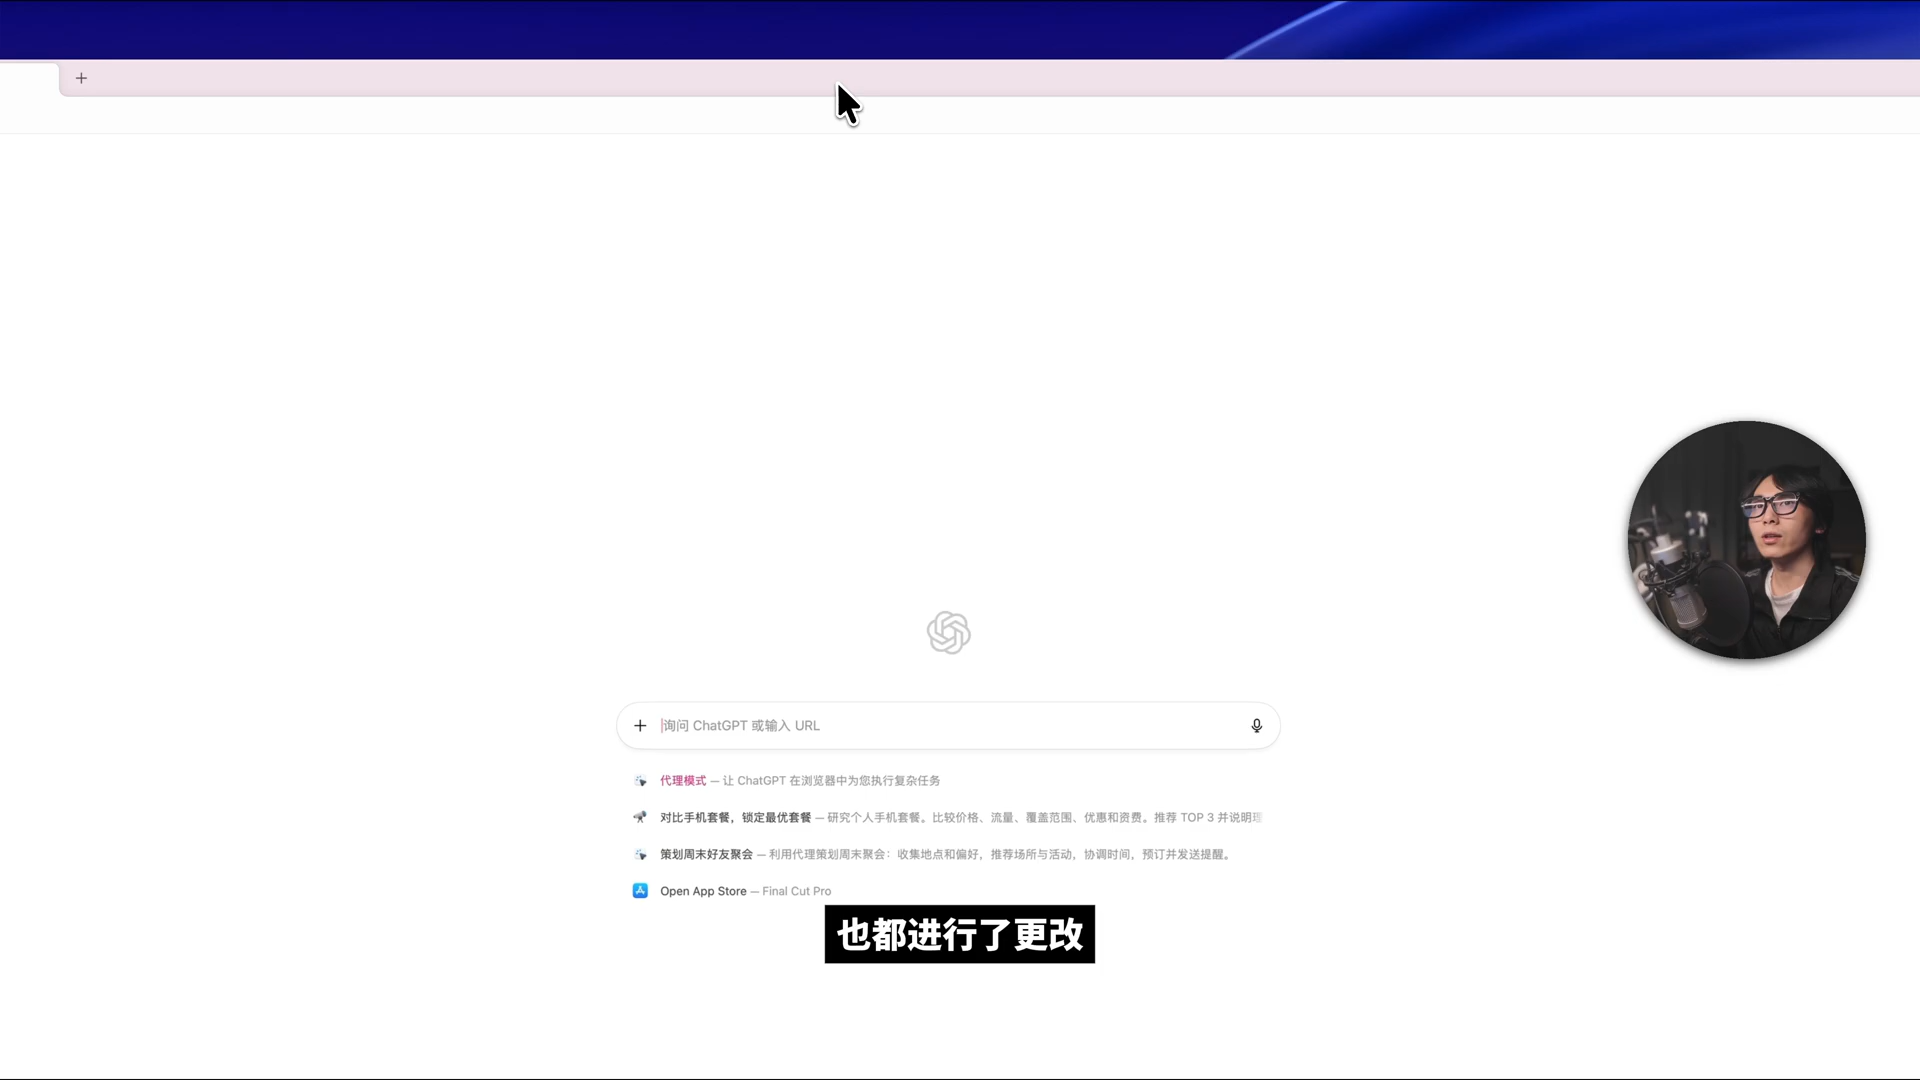 询问 ChatGPT 或输入 URL
代理模式 — 让 ChatGPT 在浏览器中为您执行复杂任务
对比手机套餐，锁定最优套餐 — 研究个人手机套餐。比较价格、流量、覆盖范围、优惠和资费。推荐 TOP 3 并说明理
策划周末好友聚会 — 利用代理策划周末聚会：收集地点和偏好，推荐场所与活动，协调时间，预订并发送提醒。
Open App Store — Final Cut Pro
也都进行了更改